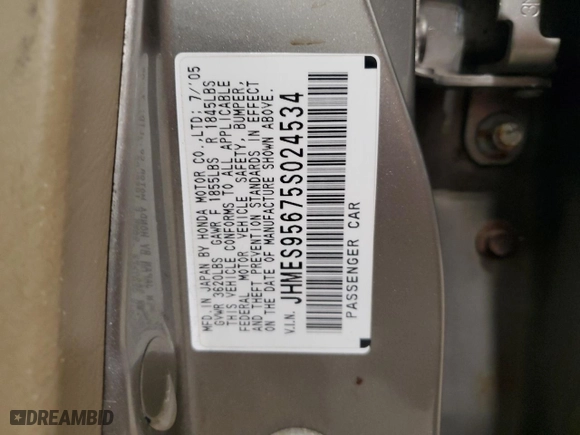 MFD. IN JAPAN BY HONDA MOTOR CO.,LTD; 7/'05
GVWR 3620LBS GAWR F 1855LBS R 1845LBS
THIS VEHICLE CONFORMS TO ALL APPLICABLE
FEDERAL MOTOR VEHICLE SAFETY, BUMPER,
AND THEFT PREVENTION STANDARDS IN EFFECT
ON THE DATE OF MANUFACTURE SHOWN ABOVE.
V.I.N. JHMES95675S024534
PASSENGER CAR
DREAMBID